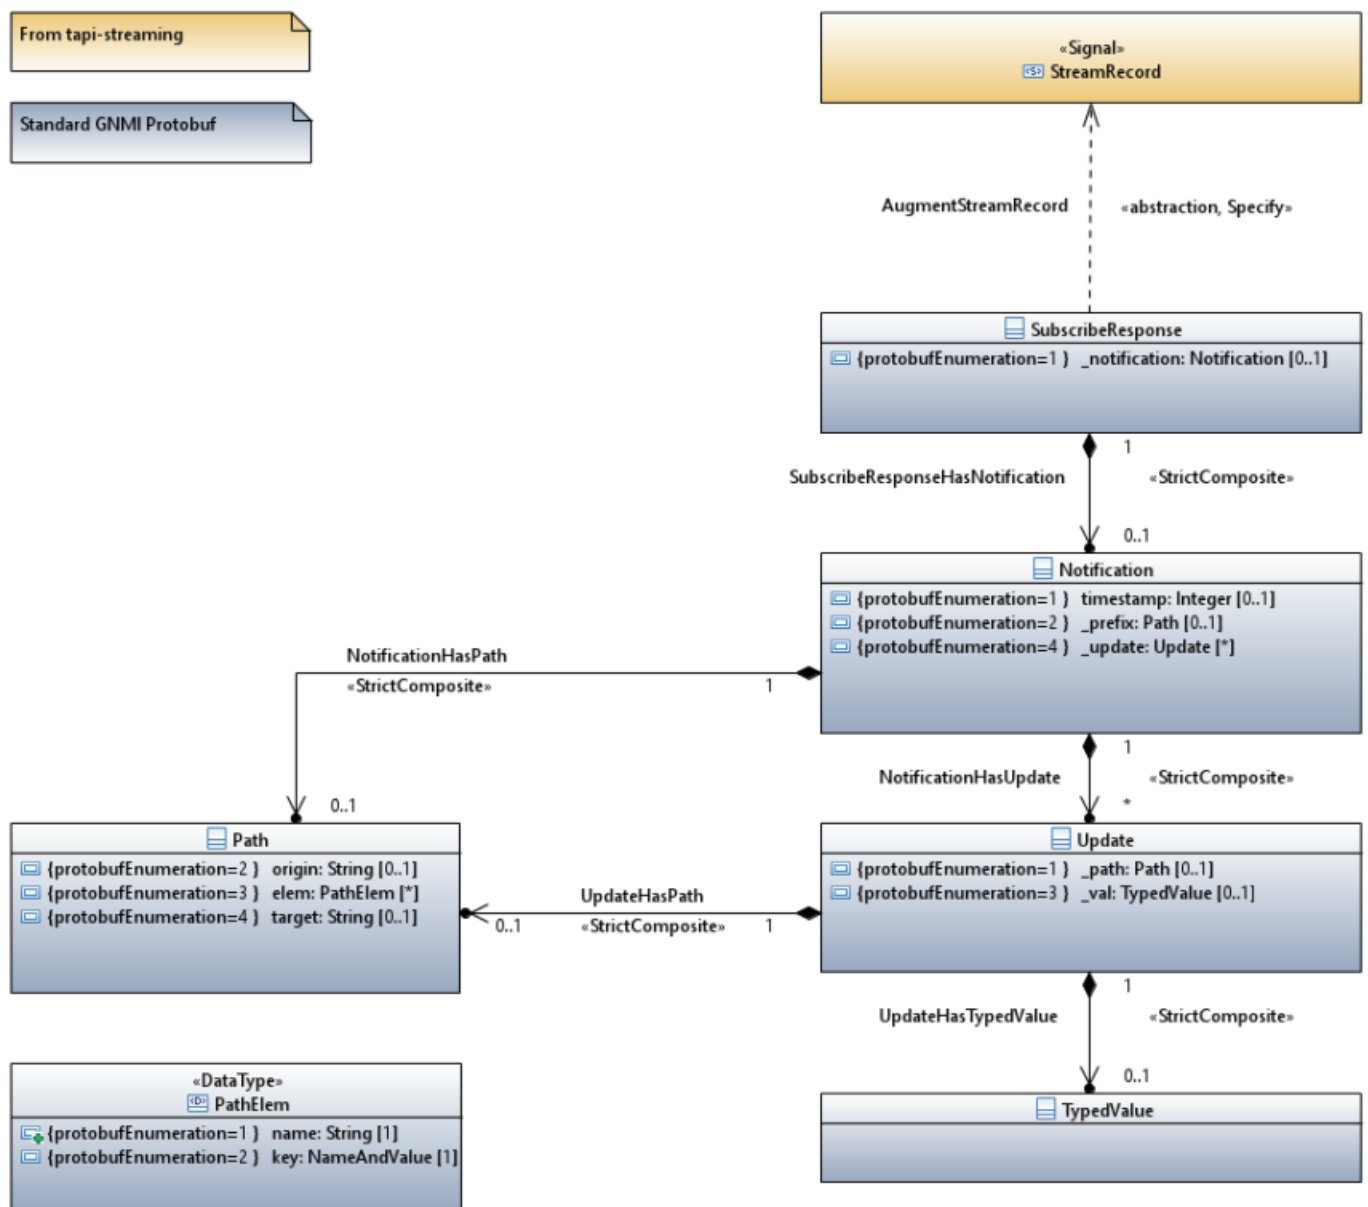 From tapi-streaming
Standard GNMI Protobuf
«Signal»
StreamRecord
AugmentStreamRecord
«abstraction, Specify»
SubscribeResponse
{protobufEnumeration=1 } _notification: Notification [0..1]
1
SubscribeResponseHasNotification
«StrictComposite»
0..1
Notification
{protobufEnumeration=1 } timestamp: Integer [0..1]
{protobufEnumeration=2 } _prefix: Path [0..1]
{protobufEnumeration=4 } _update: Update [*]
NotificationHasPath
«StrictComposite»
1
0..1
1
NotificationHasUpdate
«StrictComposite»
*
Path
{protobufEnumeration=2 } origin: String [0..1]
{protobufEnumeration=3 } elem: PathElem [*]
{protobufEnumeration=4 } target: String [0..1]
UpdateHasPath
0..1
«StrictComposite»
1
Update
{protobufEnumeration=1 } _path: Path [0..1]
{protobufEnumeration=3 } _val: TypedValue [0..1]
1
UpdateHasTypedValue
«StrictComposite»
0..1
«DataType»
PathElem
{protobufEnumeration=1 } name: String [1]
{protobufEnumeration=2 } key: NameAndValue [1]
TypedValue